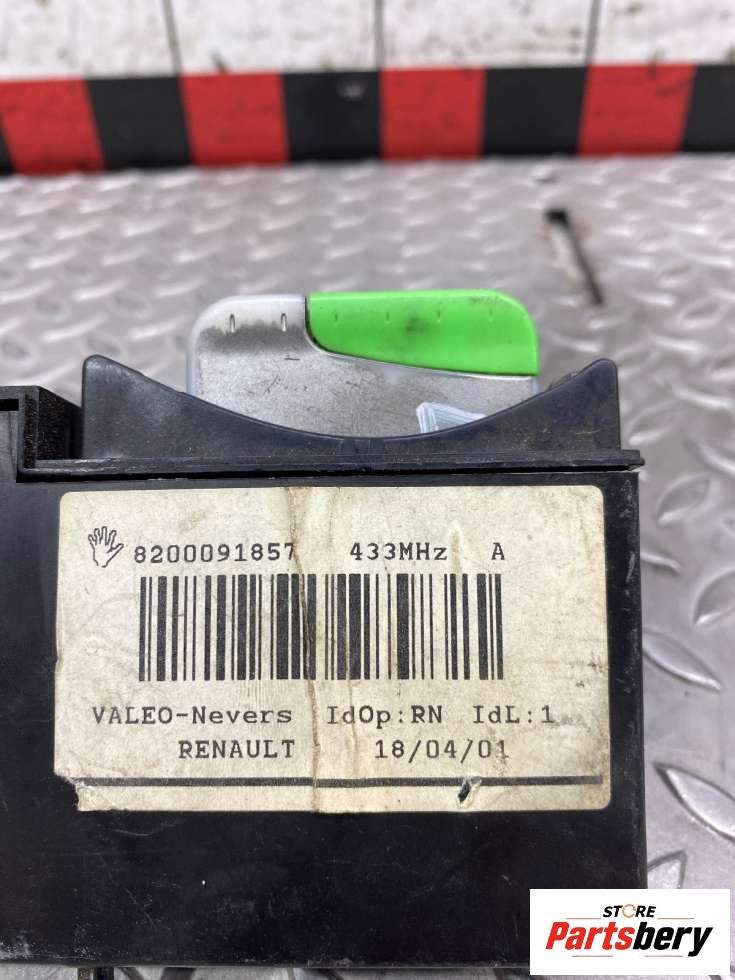 8200091857 433MHz A
VALEO-Nevers IdOp:RN IdL:1
RENAULT 18/04/01
STORE
Partsbery